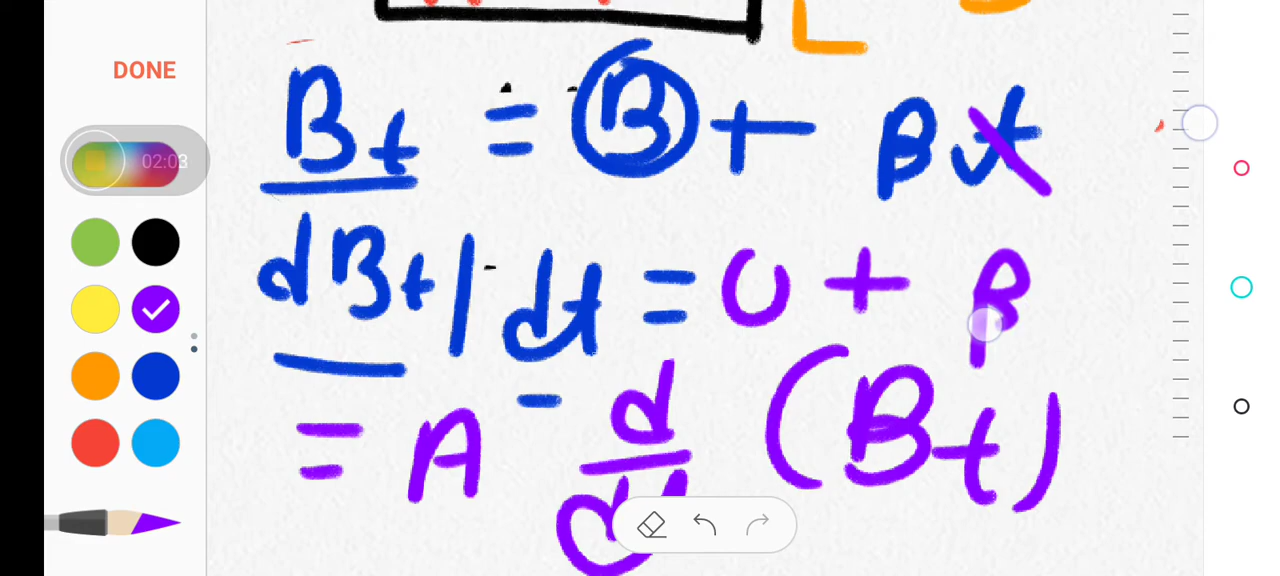 DONE
02:03
Bt = B + βt
dBt / dt = 0 + β
= A d/dt (Bt)